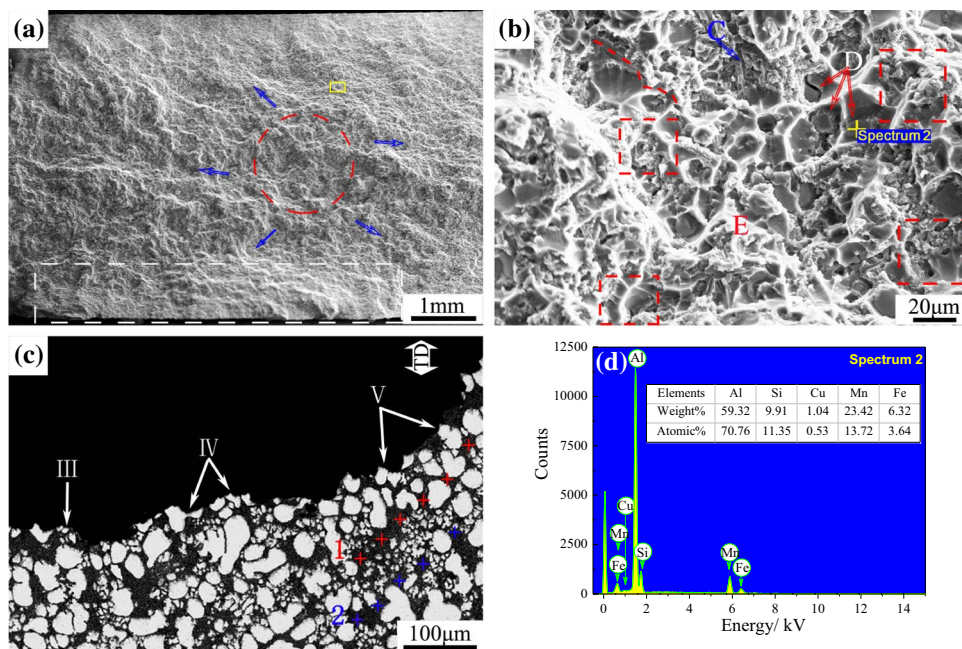 (a)
1mm
(b)
C
D
Spectrum 2
E
20μm
(c)
TD
III
IV
V
1
2
100μm
(d)
Spectrum 2
Elements Al Si Cu Mn Fe
Weight% 59.32 9.91 1.04 23.42 6.32
Atomic% 70.76 11.35 0.53 13.72 3.64
Al
Cu
Mn
Fe
Si
Mn
Fe
Counts
12500
10000
7500
5000
2500
0
0 2 4 6 8 10 12 14
Energy/ kV